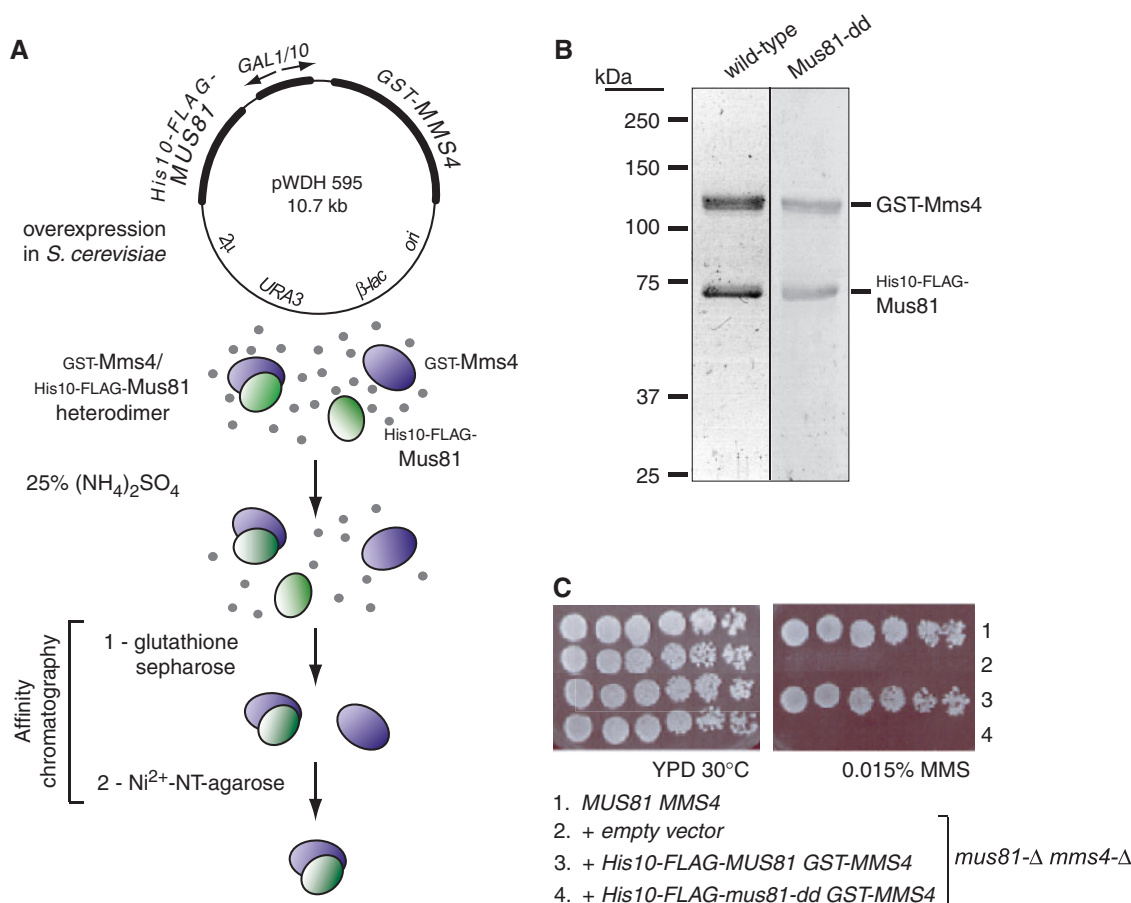 A
GAL1/10
His10-FLAG-
MUS81
GST-MMS4
pWDH 595
10.7 kb
2μ
URA3
β-lac
ori
overexpression
in S. cerevisiae
GST-Mms4/
His10-FLAG-Mus81
heterodimer
GST-Mms4
His10-FLAG-
Mus81
25% (NH4)2SO4
Affinity
chromatography
1 - glutathione
sepharose
2 - Ni2+-NT-agarose
B
kDa
wild-type
Mus81-dd
250
150
100
75
37
25
GST-Mms4
His10-FLAG-
Mus81
C
1
2
3
4
YPD 30°C
0.015% MMS
1. MUS81 MMS4
2. + empty vector
3. + His10-FLAG-MUS81 GST-MMS4
4. + His10-FLAG-mus81-dd GST-MMS4
mus81-Δ mms4-Δ